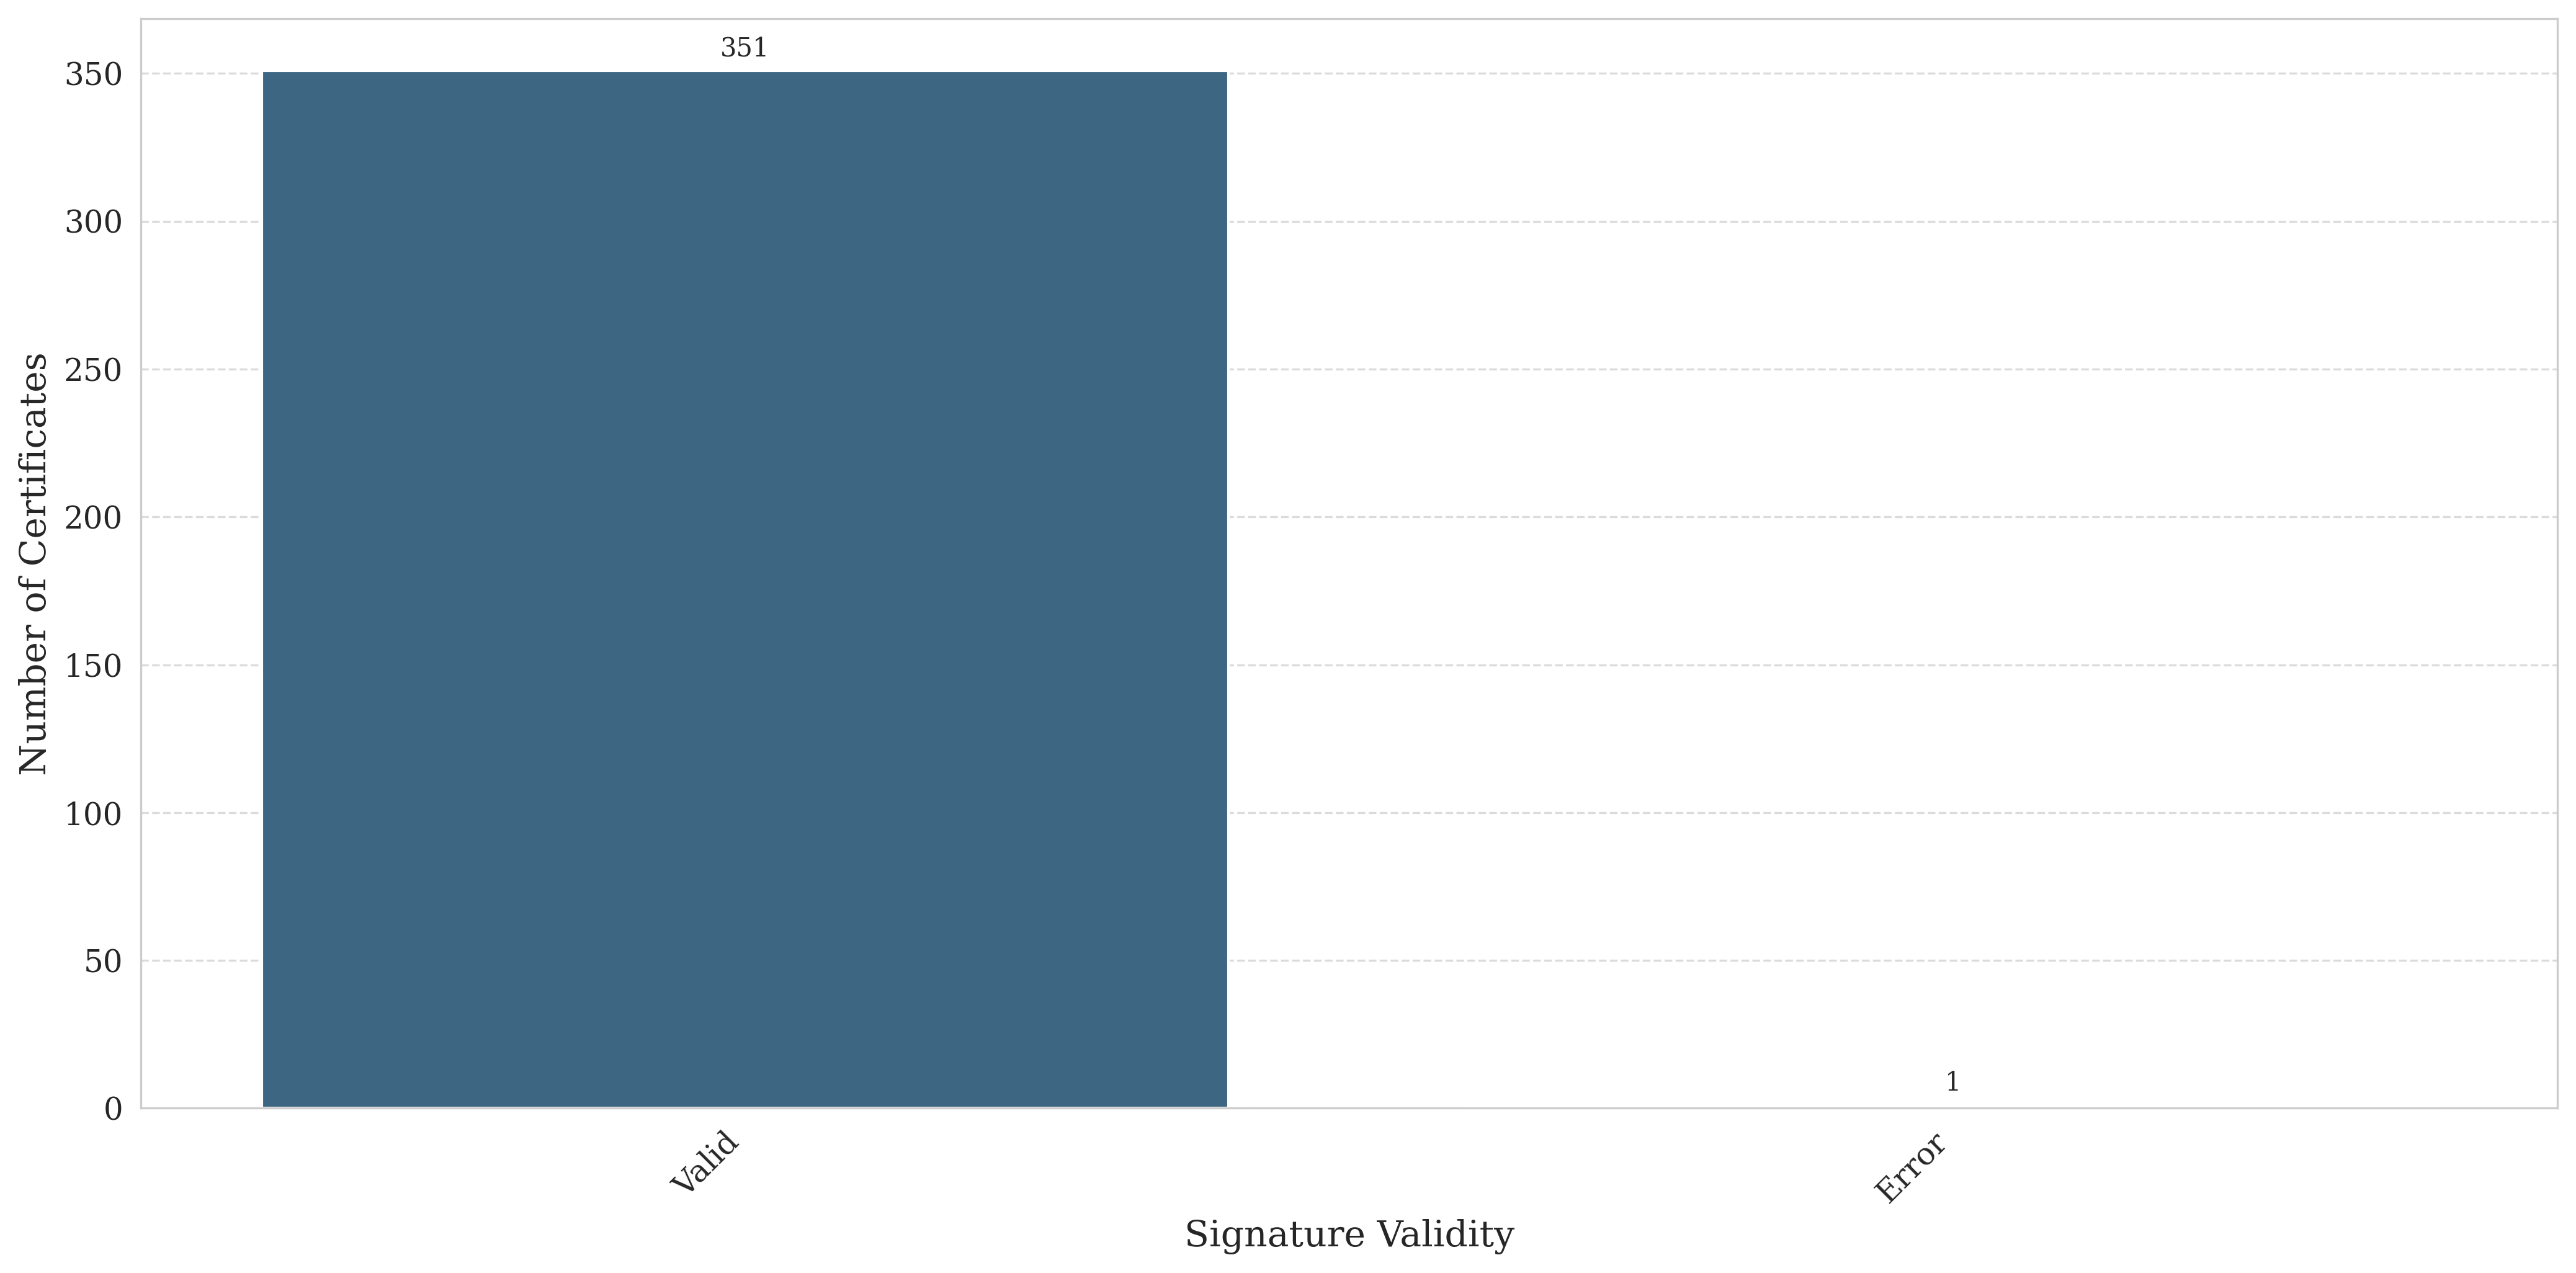 351
350
300
250
200
150
100
50
0
Number of Certificates
1
Valid
Error
Signature Validity